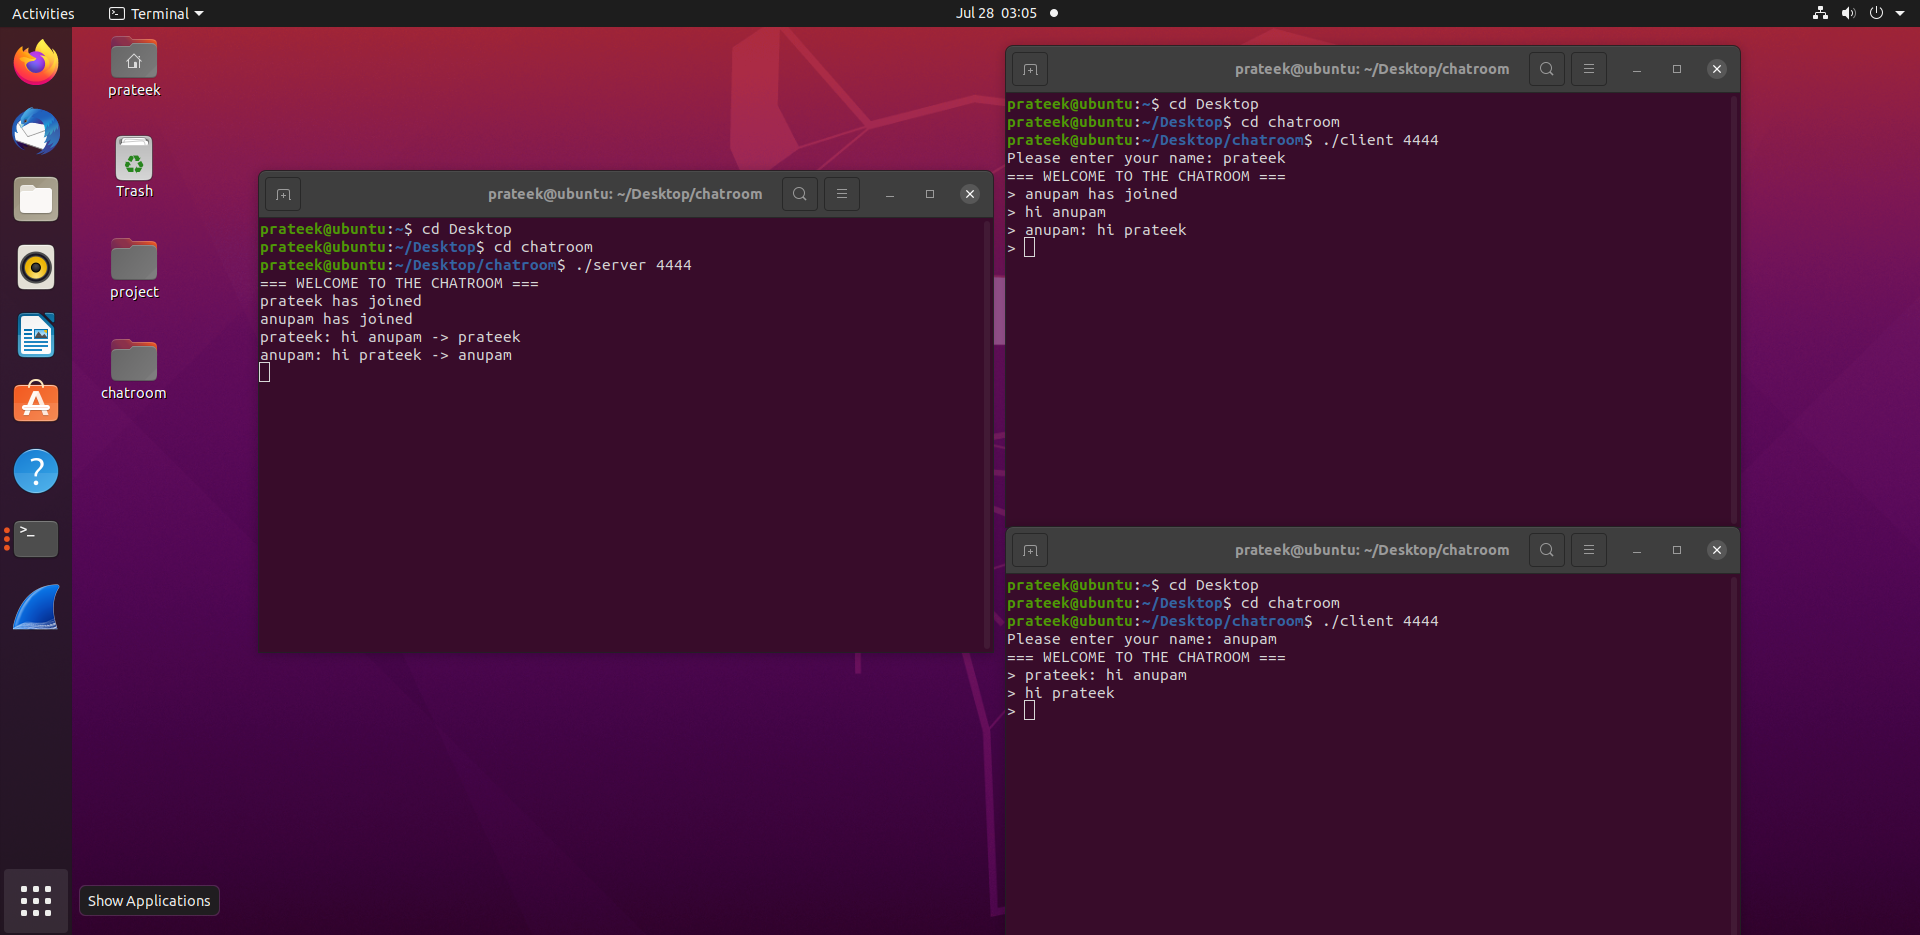 Activities
Terminal
Jul 28 03:05
prateek
Trash
project
chatroom
Show Applications
prateek@ubuntu: ~/Desktop/chatroom
prateek@ubuntu:~$ cd Desktop
prateek@ubuntu:~/Desktop$ cd chatroom
prateek@ubuntu:~/Desktop/chatroom$ ./server 4444
=== WELCOME TO THE CHATROOM ===
prateek has joined
anupam has joined
prateek: hi anupam -> prateek
anupam: hi prateek -> anupam
prateek@ubuntu: ~/Desktop/chatroom
prateek@ubuntu:~$ cd Desktop
prateek@ubuntu:~/Desktop$ cd chatroom
prateek@ubuntu:~/Desktop/chatroom$ ./client 4444
Please enter your name: prateek
=== WELCOME TO THE CHATROOM ===
> anupam has joined
> hi anupam
> anupam: hi prateek
>
prateek@ubuntu: ~/Desktop/chatroom
prateek@ubuntu:~$ cd Desktop
prateek@ubuntu:~/Desktop$ cd chatroom
prateek@ubuntu:~/Desktop/chatroom$ ./client 4444
Please enter your name: anupam
=== WELCOME TO THE CHATROOM ===
> prateek: hi anupam
> hi prateek
>